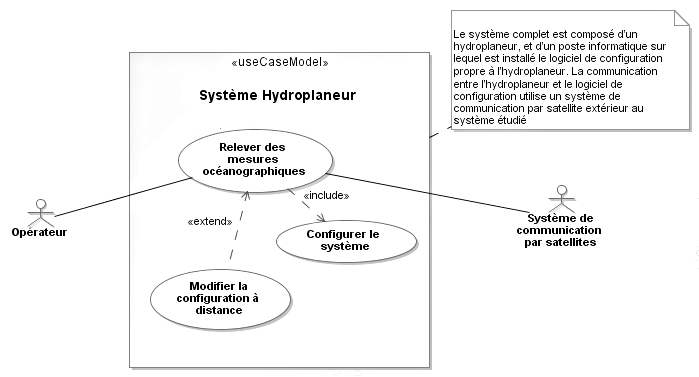 «useCaseModel»
Système Hydroplaneur
Le système complet est composé d'un
hydroplaneur, et d'un poste informatique sur
lequel est installé le logiciel de configuration
propre à l'hydroplaneur. La communication
entre l'hydroplaneur et le logiciel de
configuration utilise un système de
communication par satellite extérieur au
système étudié
Relever des
mesures
océanographiques
«include»
«extend»
Opérateur
Configurer le
système
Système de
communication
par satellites
Modifier la
configuration à
distance